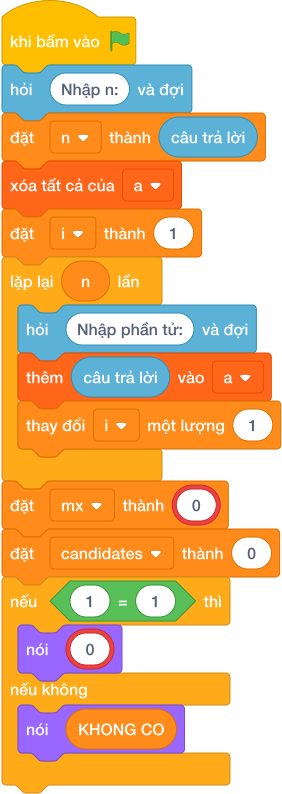 khi bấm vào
hỏi Nhập n: và đợi
đặt n thành câu trả lời
xóa tất cả của a
đặt i thành 1
lặp lại n lần
hỏi Nhập phần tử: và đợi
thêm câu trả lời vào a
thay đổi i một lượng 1
đặt mx thành 0
đặt candidates thành 0
nếu 1 = 1 thì
nói 0
nếu không
nói KHONG CO